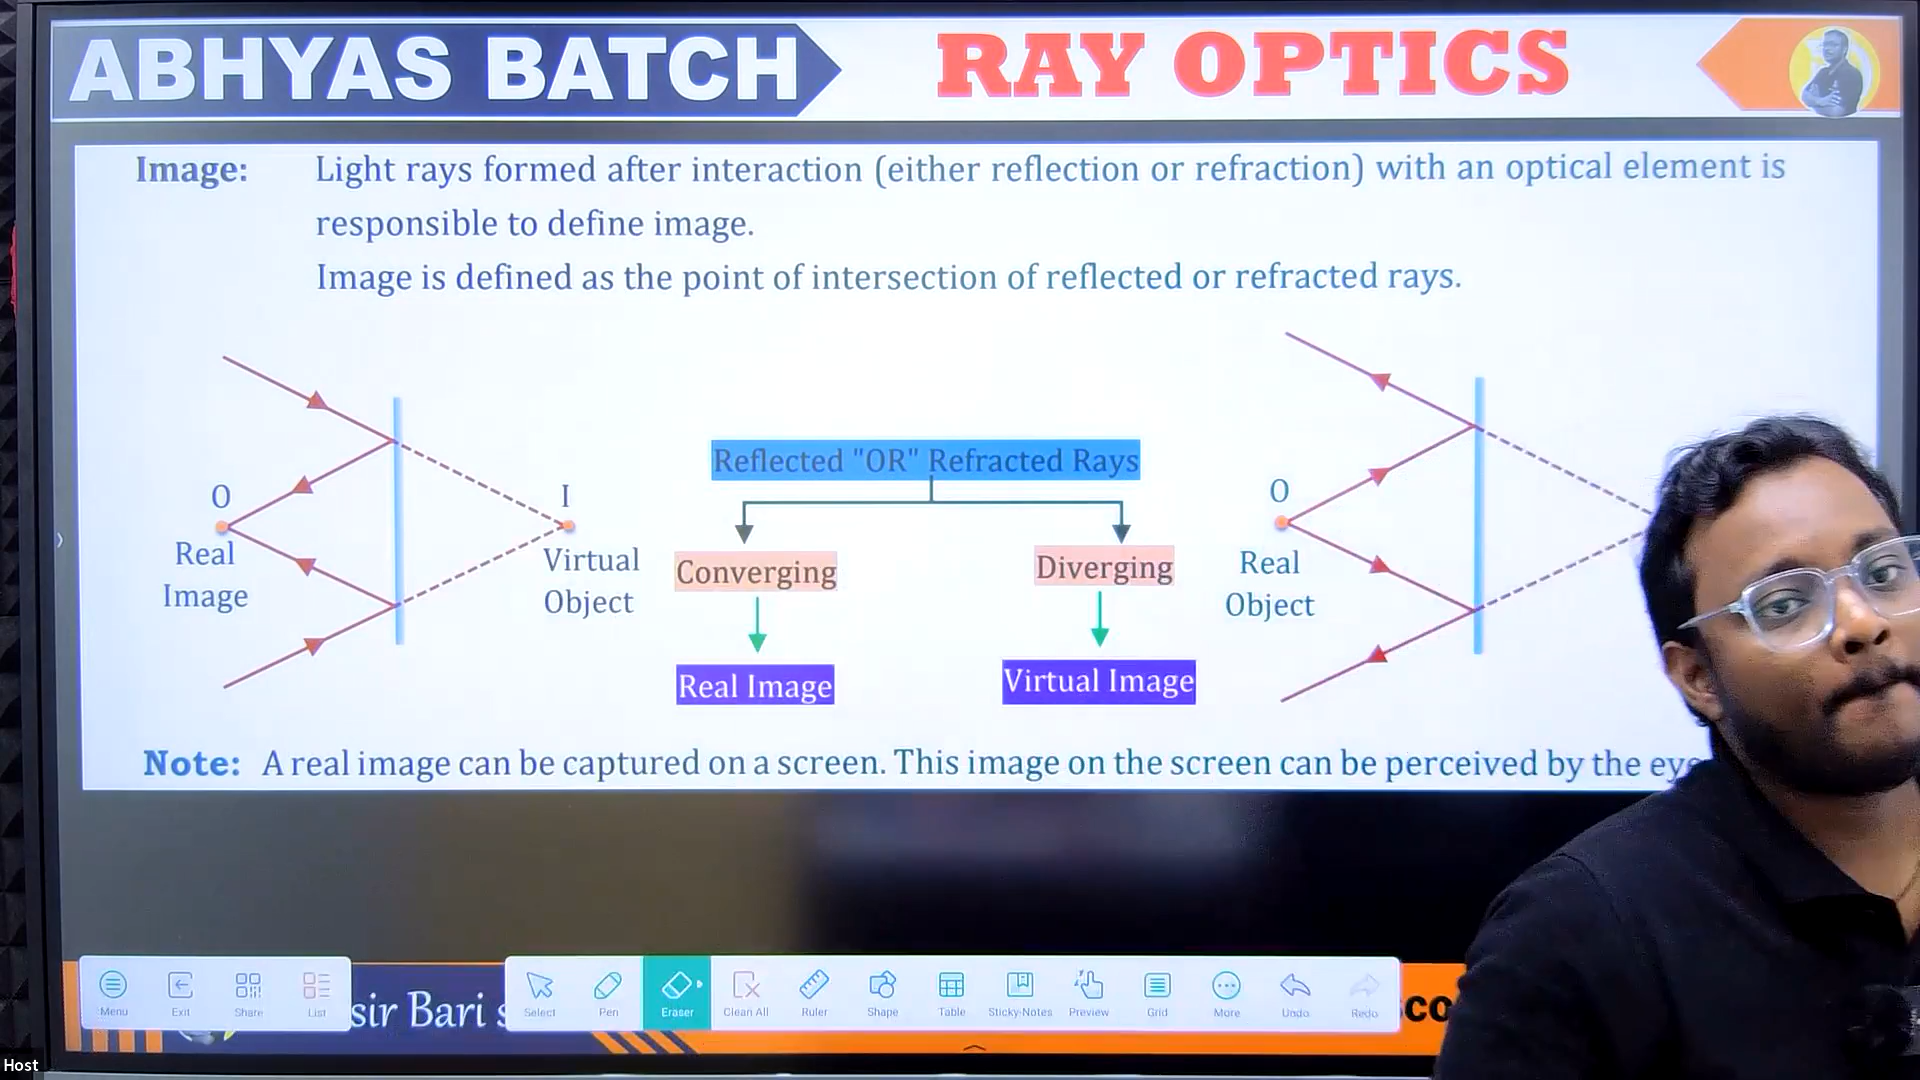 ABHYAS BATCH
RAY OPTICS
Image: Light rays formed after interaction (either reflection or refraction) with an optical element is
responsible to define image.
Image is defined as the point of intersection of reflected or refracted rays.
O
Real
Image
I
Virtual
Object
Reflected "OR" Refracted Rays
Converging
Diverging
Real Image
Virtual Image
O
Real
Object
Note: A real image can be captured on a screen. This image on the screen can be perceived by the eye
Menu
Exit
Share
List
sir Bari
Select
Pen
Eraser
Clean All
Ruler
Shape
Table
Sticky-Notes
Preview
Grid
More
Undo
Redo
Host